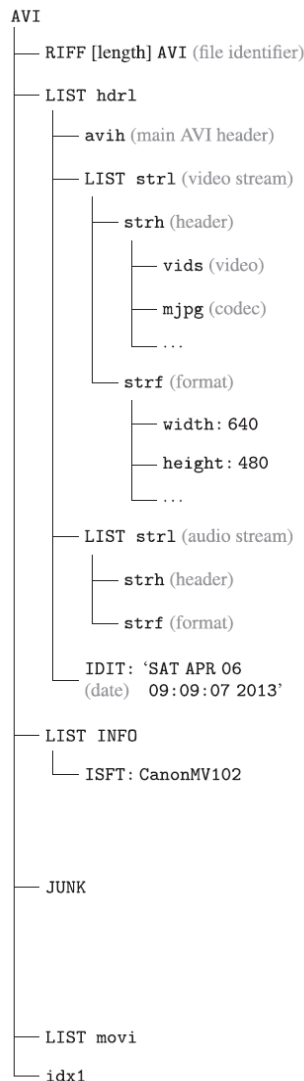 AVI
RIFF [length] AVI (file identifier)
LIST hdrl
avih (main AVI header)
LIST strl (video stream)
strh (header)
vids (video)
mjpg (codec)
...
strf (format)
width: 640
height: 480
...
LIST strl (audio stream)
strh (header)
strf (format)
IDIT: ‘SAT APR 06
(date) 09:09:07 2013’
LIST INFO
ISFT: CanonMV102
JUNK
LIST movi
idx1